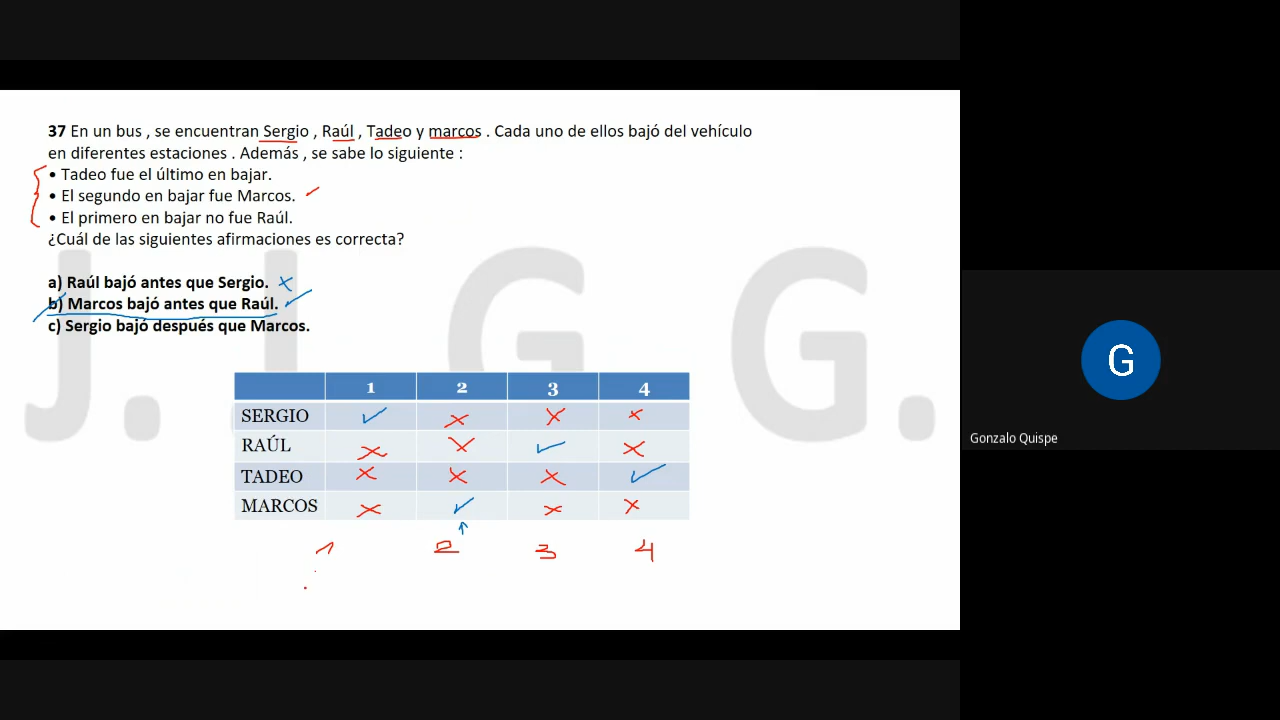 37 En un bus , se encuentran Sergio , Raúl , Tadeo y marcos . Cada uno de ellos bajó del vehículo
en diferentes estaciones . Además , se sabe lo siguiente :
• Tadeo fue el último en bajar.
• El segundo en bajar fue Marcos.
• El primero en bajar no fue Raúl.
¿Cuál de las siguientes afirmaciones es correcta?
a) Raúl bajó antes que Sergio.
b) Marcos bajó antes que Raúl.
c) Sergio bajó después que Marcos.
J. I G G.
1 2 3 4
SERGIO
RAÚL
TADEO
MARCOS
1 2 3 4
G
Gonzalo Quispe